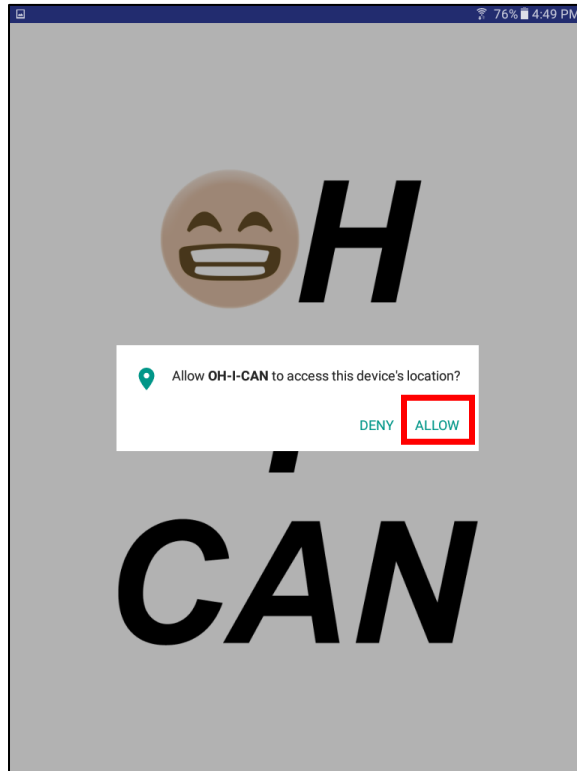 76% 4:49 PM
H
Allow OH-I-CAN to access this device's location?
DENY ALLOW
I
CAN